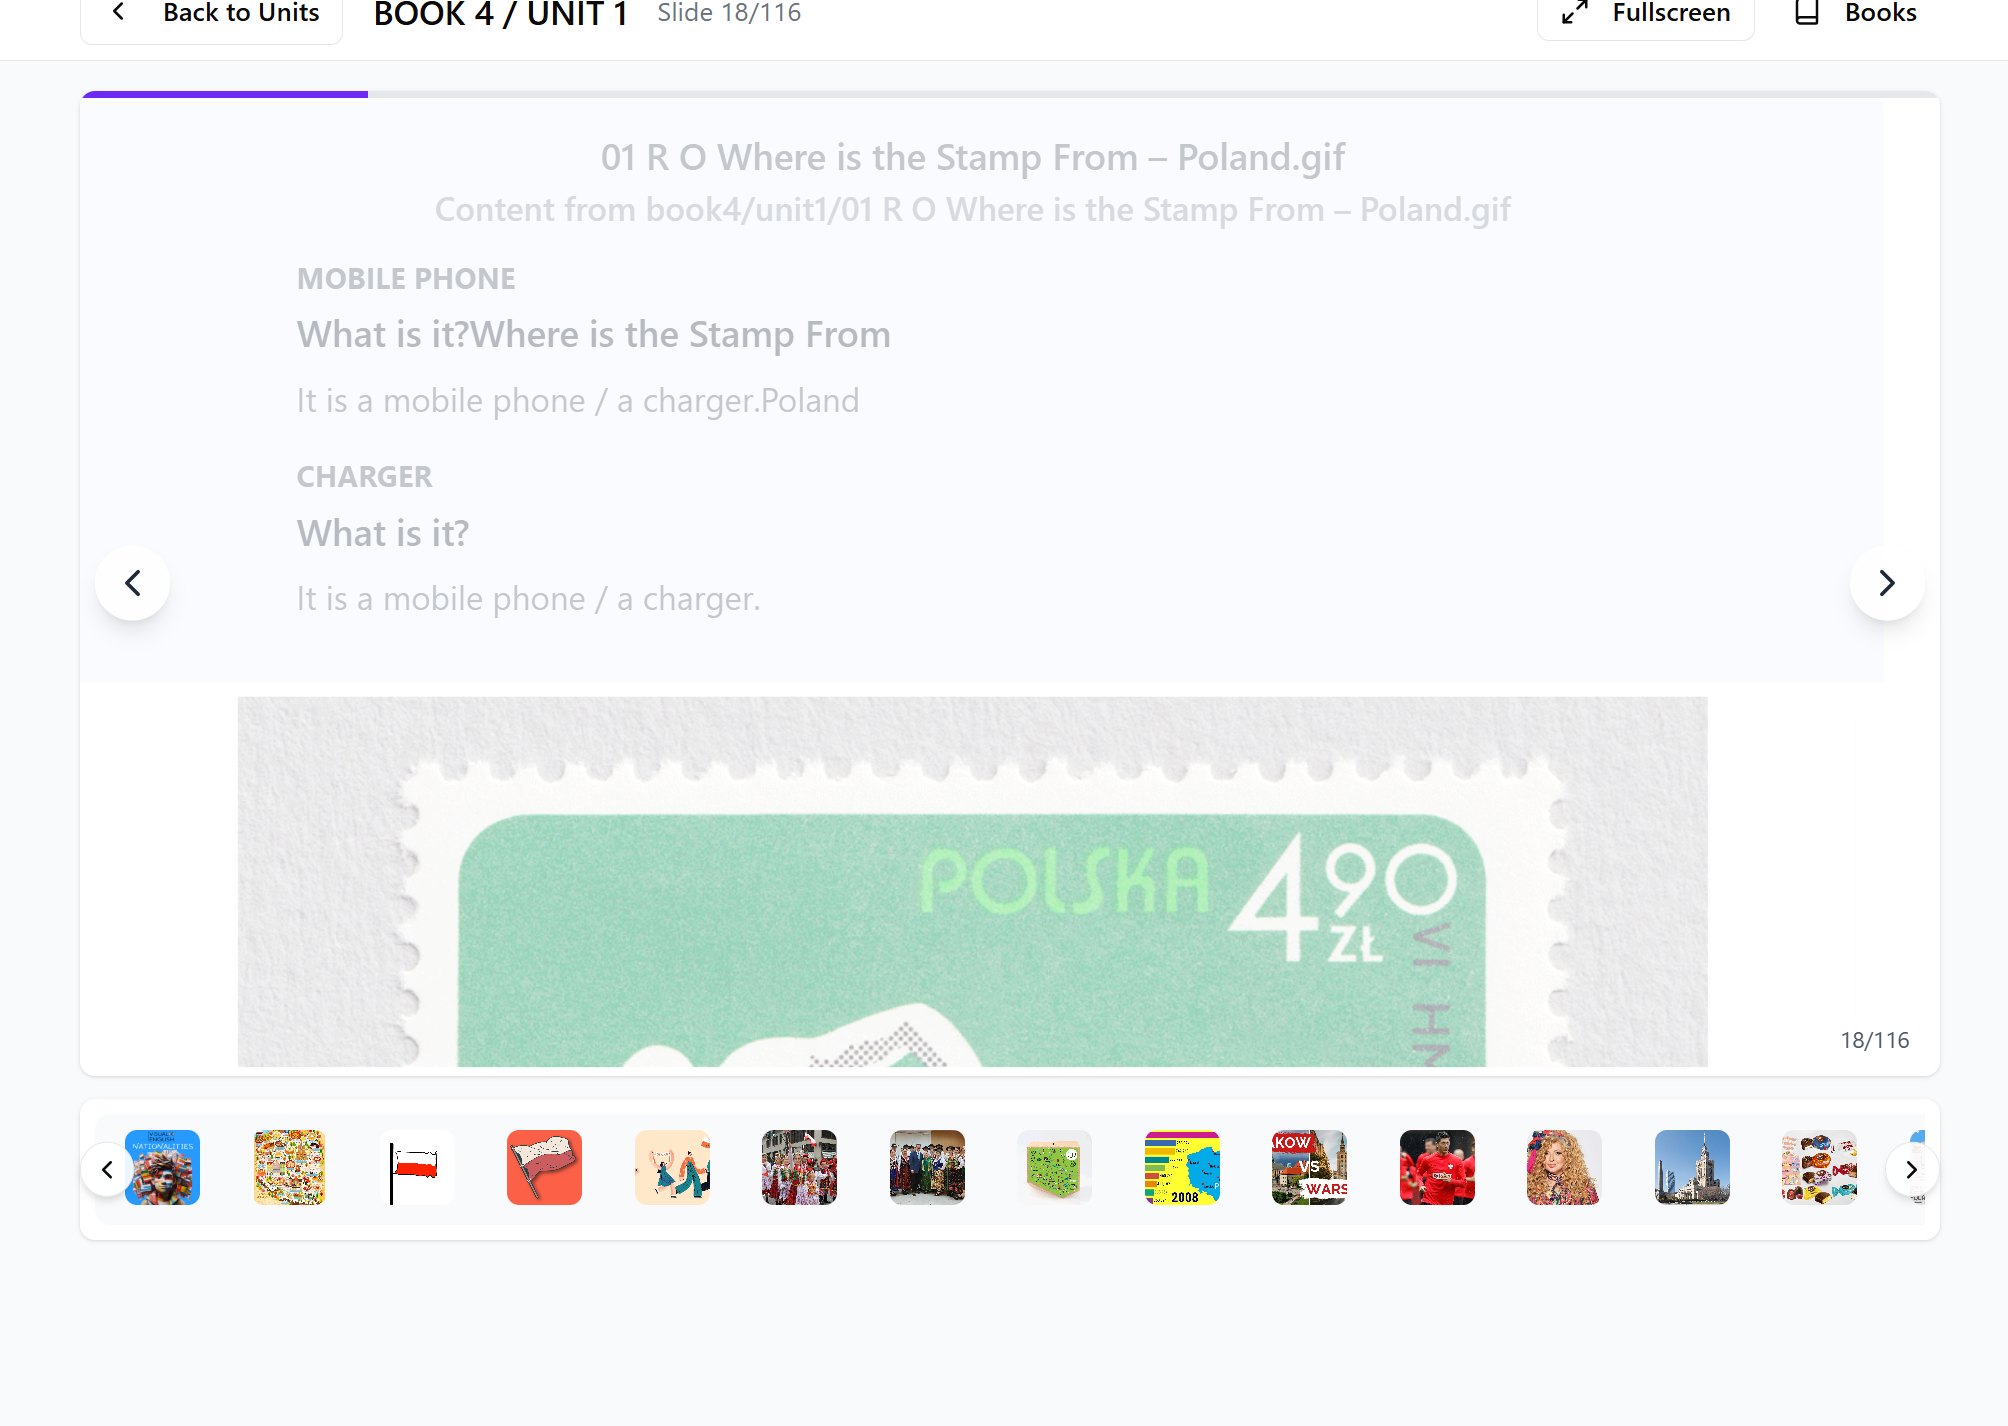 Back to Units
BOOK 4 / UNIT 1
Slide 18/116
Fullscreen
Books
01 R O Where is the Stamp From – Poland.gif
Content from book4/unit1/01 R O Where is the Stamp From – Poland.gif
MOBILE PHONE
What is it?Where is the Stamp From
It is a mobile phone / a charger.Poland
CHARGER
What is it?
It is a mobile phone / a charger.
POLSKA 490
ZŁ
VI
18/116
NATIONALITIES
2008
KOW
VS
WARS